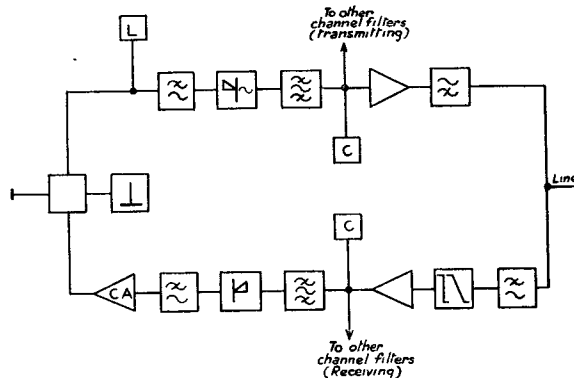 To other
channel filters
(transmitting)
L
C
Line
C
CA
To other
channel filters
(Receiving)